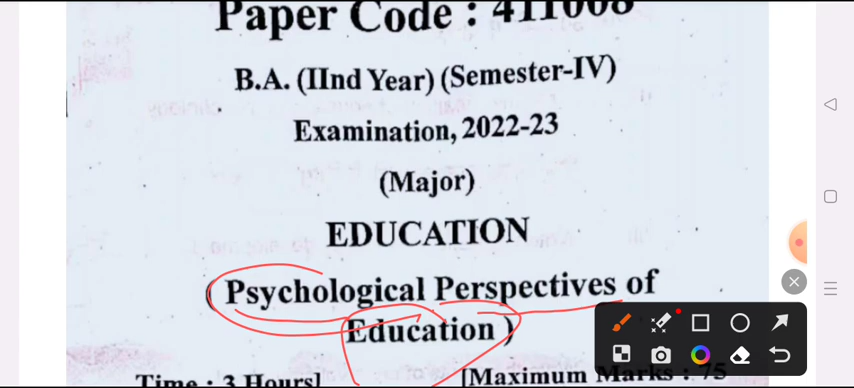 Paper Code : 411008
B.A. (IInd Year) (Semester-IV)
Examination, 2022-23
(Major)
EDUCATION
(Psychological Perspectives of
Education)
Time : 3 Hours] [Maximum Marks : 75